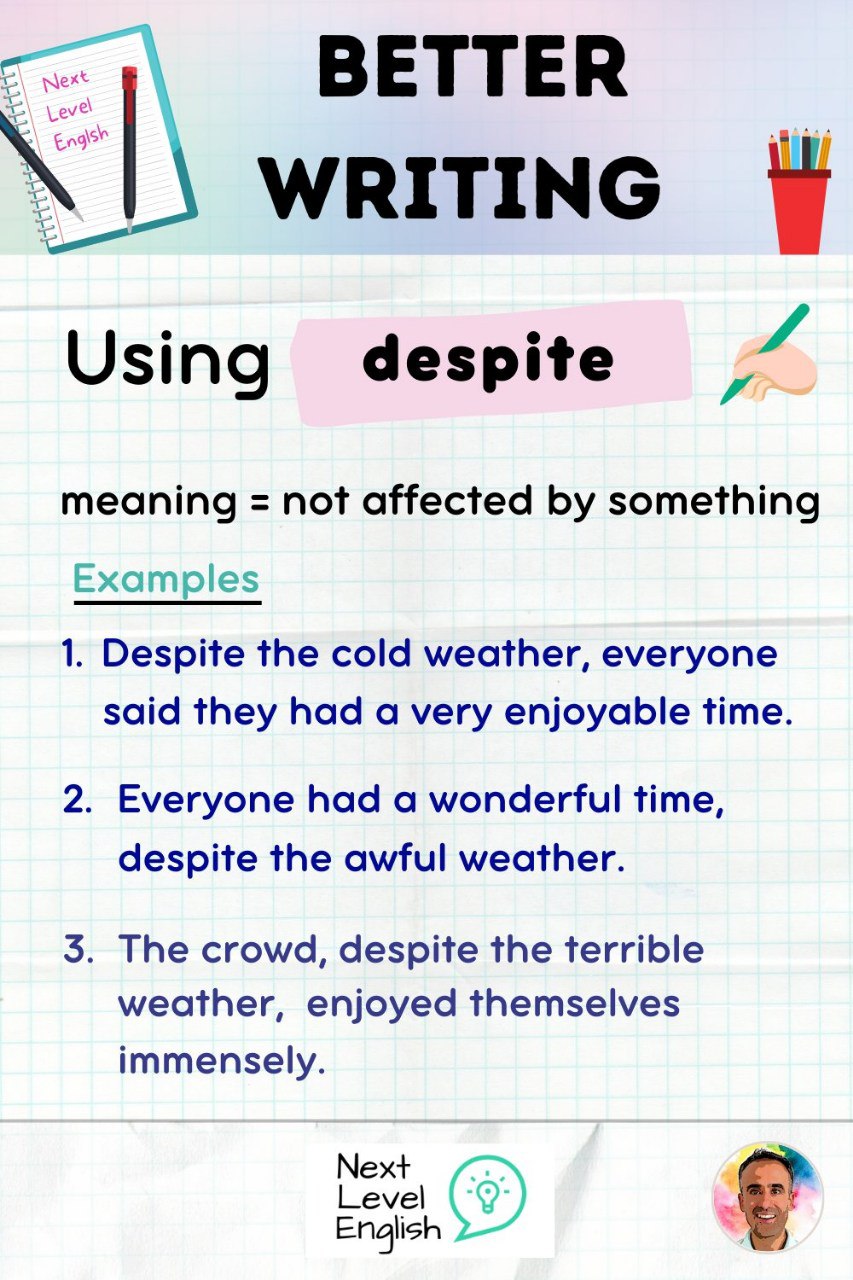 Next
Level
Englsh
BETTER
WRITING
Using despite
meaning = not affected by something
Examples
1. Despite the cold weather, everyone
said they had a very enjoyable time.
2. Everyone had a wonderful time,
despite the awful weather.
3. The crowd, despite the terrible
weather, enjoyed themselves
immensely.
Next
Level
English